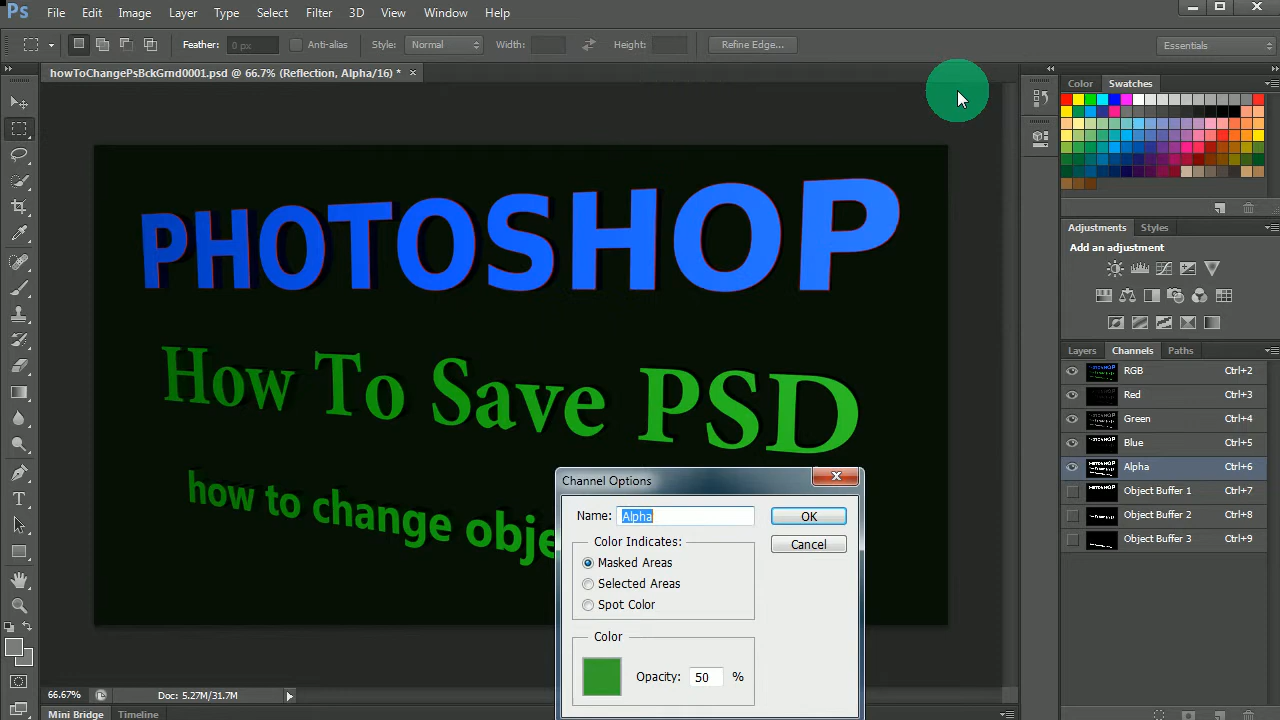 Ps File Edit Image Layer Type Select Filter 3D View Window Help
Feather: 0 px Anti-alias Style: Normal Width: Height: Refine Edge... Essentials
howToChangePsBckGrnd0001.psd @ 66.7% (Reflection, Alpha/16) *
Color Swatches
PHOTOSHOP
How To Save PSD
how to change obje
Adjustments Styles
Add an adjustment
Layers Channels Paths
RGB Ctrl+2
Red Ctrl+3
Green Ctrl+4
Blue Ctrl+5
Alpha Ctrl+6
Object Buffer 1 Ctrl+7
Object Buffer 2 Ctrl+8
Object Buffer 3 Ctrl+9
Channel Options
Name: Alpha OK
Color Indicates: Cancel
Masked Areas
Selected Areas
Spot Color
Color
Opacity: 50 %
66.67% Doc: 5.27M/31.7M
Mini Bridge Timeline